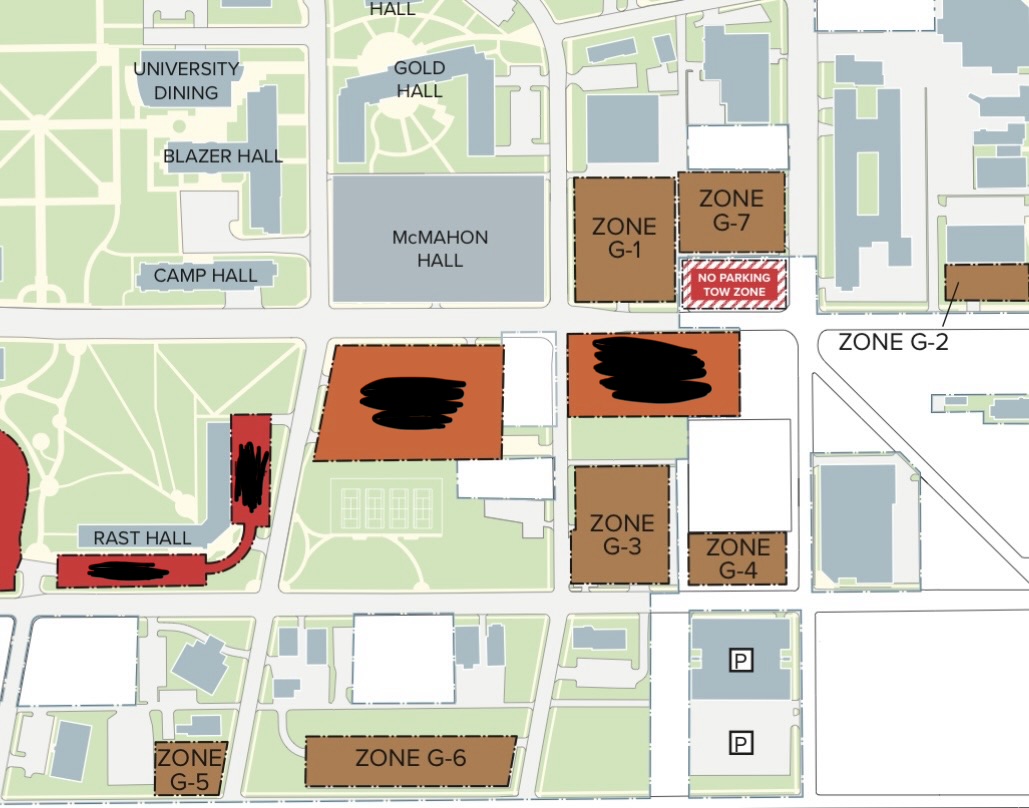 HALL
UNIVERSITY
DINING
GOLD
HALL
BLAZER HALL
ZONE
G-1
ZONE
G-7
McMAHON
HALL
CAMP HALL
NO PARKING
TOW ZONE
ZONE G-2
RAST HALL
ZONE
G-3
ZONE
G-4
P
P
ZONE
G-5
ZONE G-6